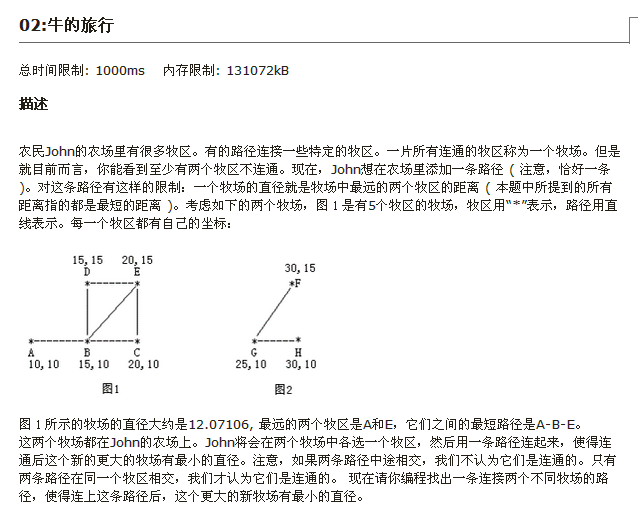 02:牛的旅行
总时间限制: 1000ms 内存限制: 131072kB
描述
农民John的农场里有很多牧区。有的路径连接一些特定的牧区。一片所有连通的牧区称为一个牧场。但是
就目前而言，你能看到至少有两个牧区不连通。现在，John想在农场里添加一条路径 ( 注意，恰好一条
)。对这条路径有这样的限制：一个牧场的直径就是牧场中最远的两个牧区的距离 ( 本题中所提到的所有
距离指的都是最短的距离 )。考虑如下的两个牧场，图 1 是有5个牧区的牧场，牧区用“*”表示，路径用直
线表示。每一个牧区都有自己的坐标：
15,15 20,15
D E
* *
* * *
A B C
10,10 15,10 20,10
图1
30,15
*F
* *
G H
25,10 30,10
图2
图 1 所示的牧场的直径大约是12.07106, 最远的两个牧区是A和E，它们之间的最短路径是A-B-E。
这两个牧场都在John的农场上。John将会在两个牧场中各选一个牧区，然后用一条路径连起来，使得连
通后这个新的更大的牧场有最小的直径。注意，如果两条路径中途相交，我们不认为它们是连通的。只有
两条路径在同一个牧区相交，我们才认为它们是连通的。 现在请你编程找出一条连接两个不同牧场的路
径，使得连上这条路径后，这个更大的新牧场有最小的直径。